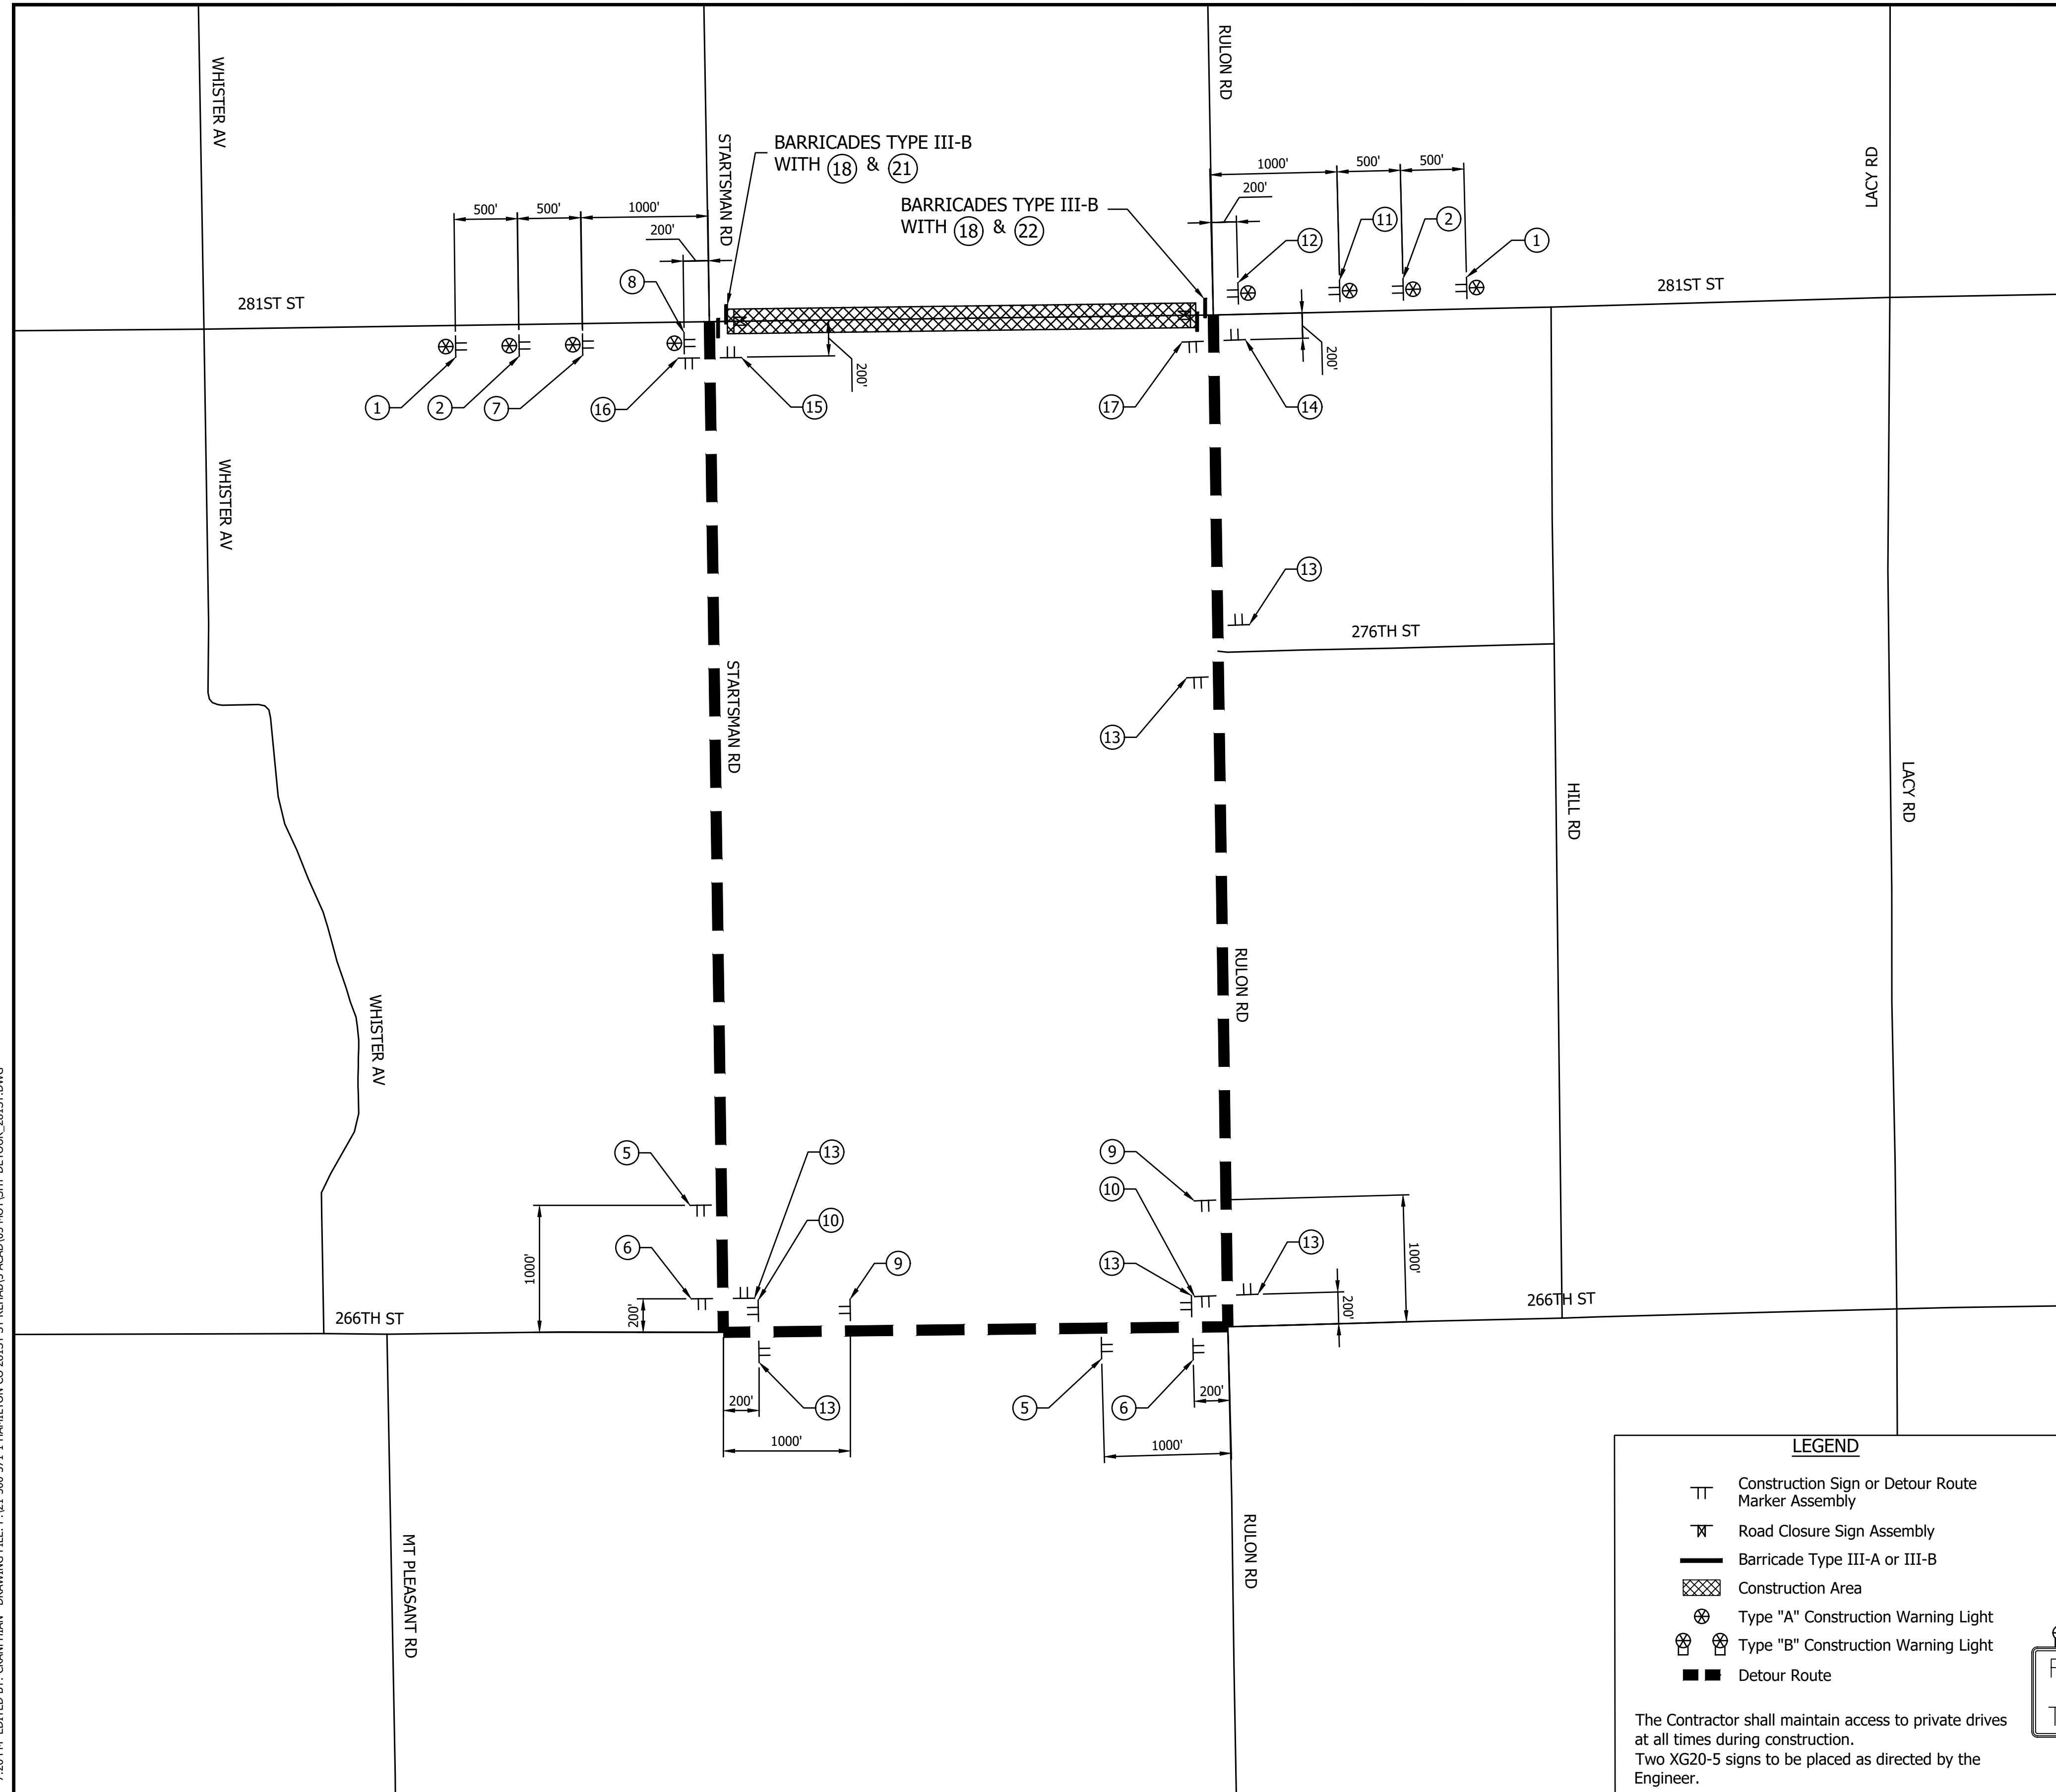 RULON RD
WHISTER AV
STARTSMAN RD
BARRICADES TYPE III-B
WITH 18 & 21
LACY RD
1000'
500'
500'
200'
BARRICADES TYPE III-B
WITH 18 & 22
500'
500'
1000'
200'
11
2
12
1
8
281ST ST
281ST ST
200'
200'
1
2
7
16
15
17
14
WHISTER AV
13
276TH ST
STARTSMAN RD
13
LACY RD
HILL RD
RULON RD
WHISTER AV
5
13
9
10
10
6
13
9
13
1000'
1000'
200'
200'
266TH ST
266TH ST
200'
13
5
6
200'
1000'
1000'
MT PLEASANT RD
RULON RD
LEGEND
Construction Sign or Detour Route
Marker Assembly
Road Closure Sign Assembly
Barricade Type III-A or III-B
Construction Area
Type "A" Construction Warning Light
Type "B" Construction Warning Light
Detour Route
The Contractor shall maintain access to private drives
at all times during construction.
Two XG20-5 signs to be placed as directed by the
Engineer.